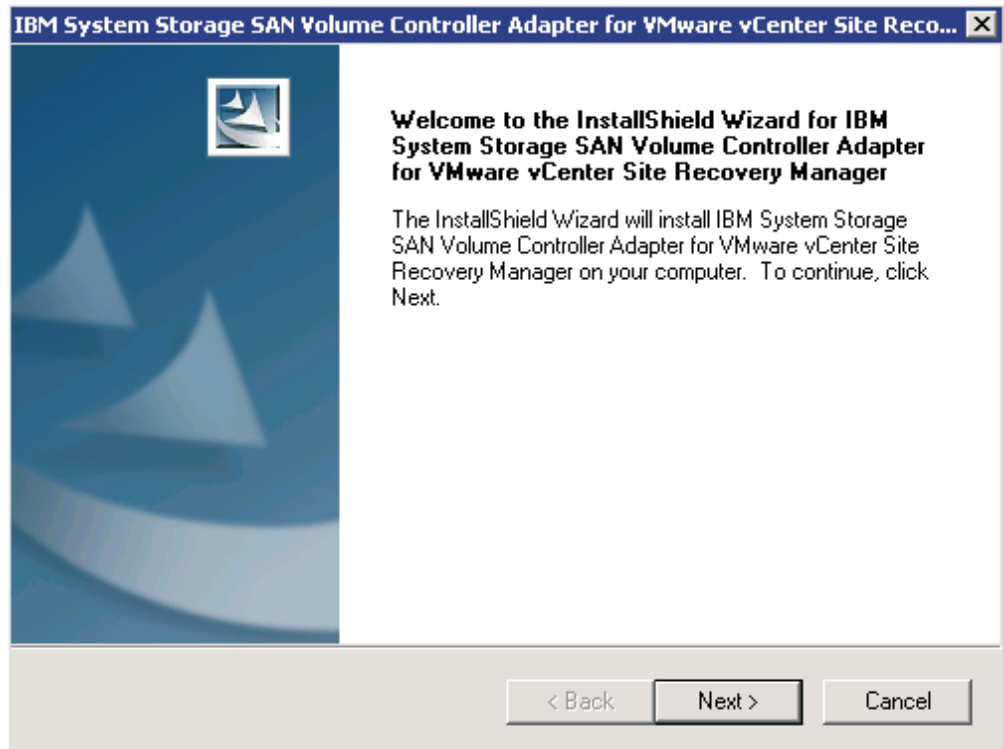 IBM System Storage SAN Volume Controller Adapter for VMware vCenter Site Reco...
Welcome to the InstallShield Wizard for IBM
System Storage SAN Volume Controller Adapter
for VMware vCenter Site Recovery Manager
The InstallShield Wizard will install IBM System Storage
SAN Volume Controller Adapter for VMware vCenter Site
Recovery Manager on your computer.  To continue, click
Next.
< Back
Next >
Cancel